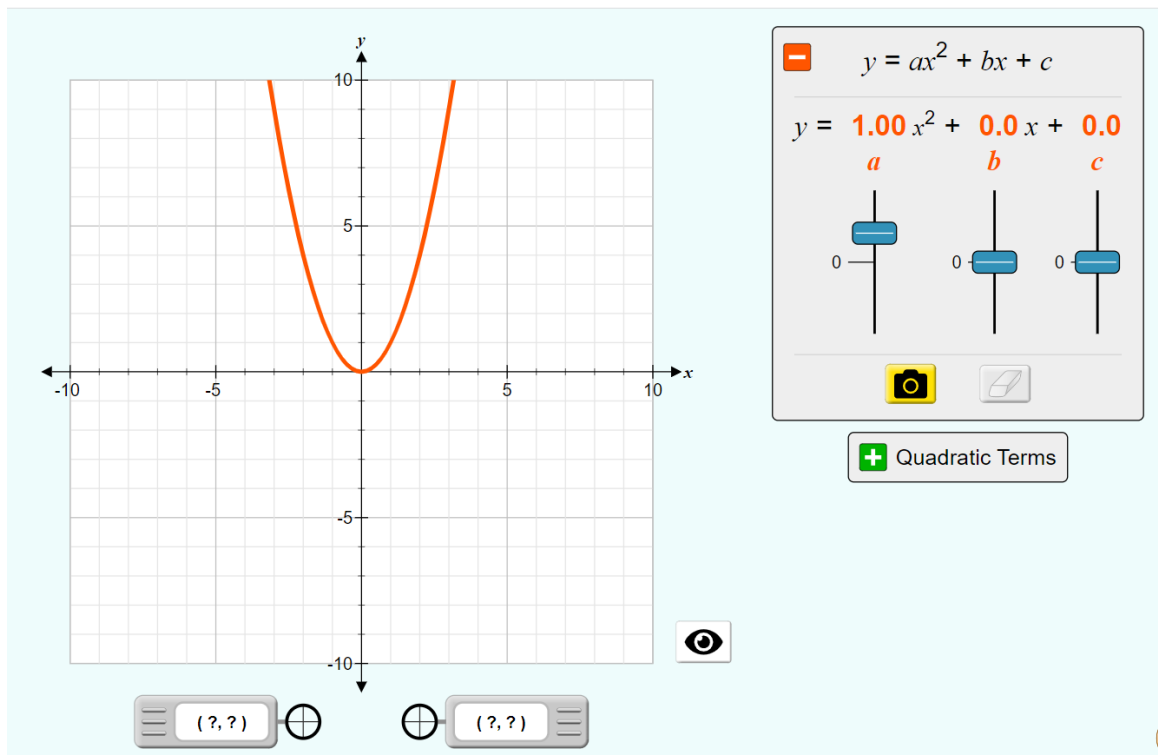 y
10
5
-10
-5
5
10
x
-5
-10
( ?, ? )
( ?, ? )
y = ax² + bx + c
y = 1.00 x² + 0.0 x + 0.0
a b c
0 0 0
Quadratic Terms